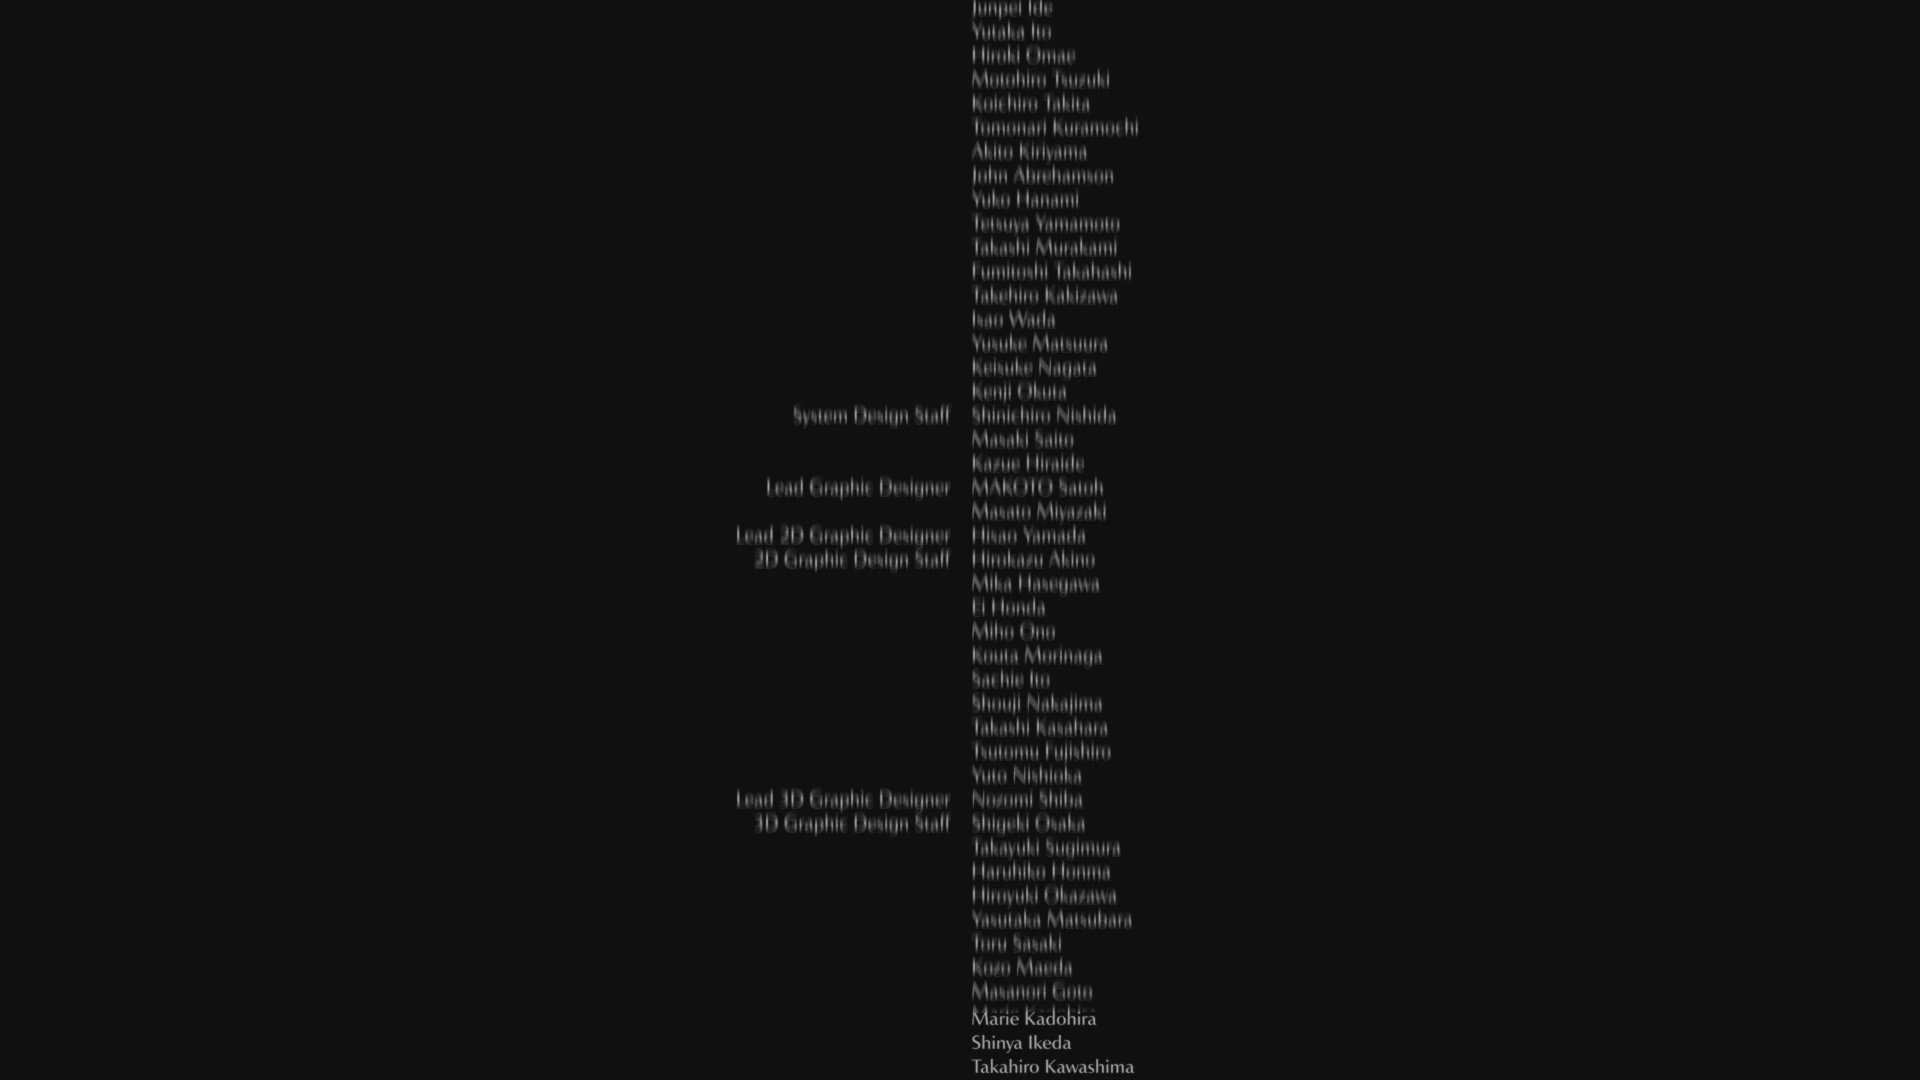 Junpei Ide
Yutaka Ito
Hiroki Omae
Motohiro Tsuzuki
Koichiro Takita
Tomonari Kuramochi
Akito Kiriyama
John Abrehamson
Yuko Hanami
Tetsuya Yamamoto
Takashi Murakami
Fumitoshi Takahashi
Takehiro Kakizawa
Isao Wada
Yusuke Matsuura
Keisuke Nagata
Kenji Okuta
System Design Staff Shinichiro Nishida
Masaki Saito
Kazue Hiraide
Lead Graphic Designer MAKOTO Satoh
Masato Miyazaki
Lead 2D Graphic Designer Hisao Yamada
2D Graphic Design Staff Hirokazu Akino
Mika Hasegawa
Ei Honda
Miho Ono
Kouta Morinaga
Sachie Ito
Shouji Nakajima
Takashi Kasahara
Tsutomu Fujishiro
Yuto Nishioka
Lead 3D Graphic Designer Nozomi Shiba
3D Graphic Design Staff Shigeki Osaka
Takayuki Sugimura
Haruhiko Honma
Hiroyuki Okazawa
Yasutaka Matsubara
Toru Sasaki
Kozo Maeda
Masanori Goto
Marie Kadohira
Shinya Ikeda
Takahiro Kawashima